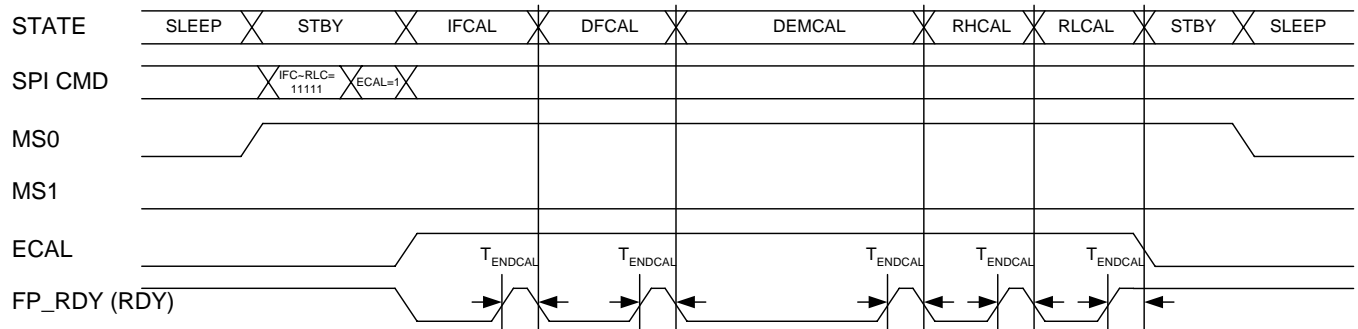 STATE SLEEP STBY IFCAL DFCAL DEMCAL RHCAL RLCAL STBY SLEEP
SPI CMD IFC~RLC= ECAL=1
11111
MS0
MS1
ECAL
TENDCAL TENDCAL TENDCAL TENDCAL TENDCAL
FP_RDY (RDY)